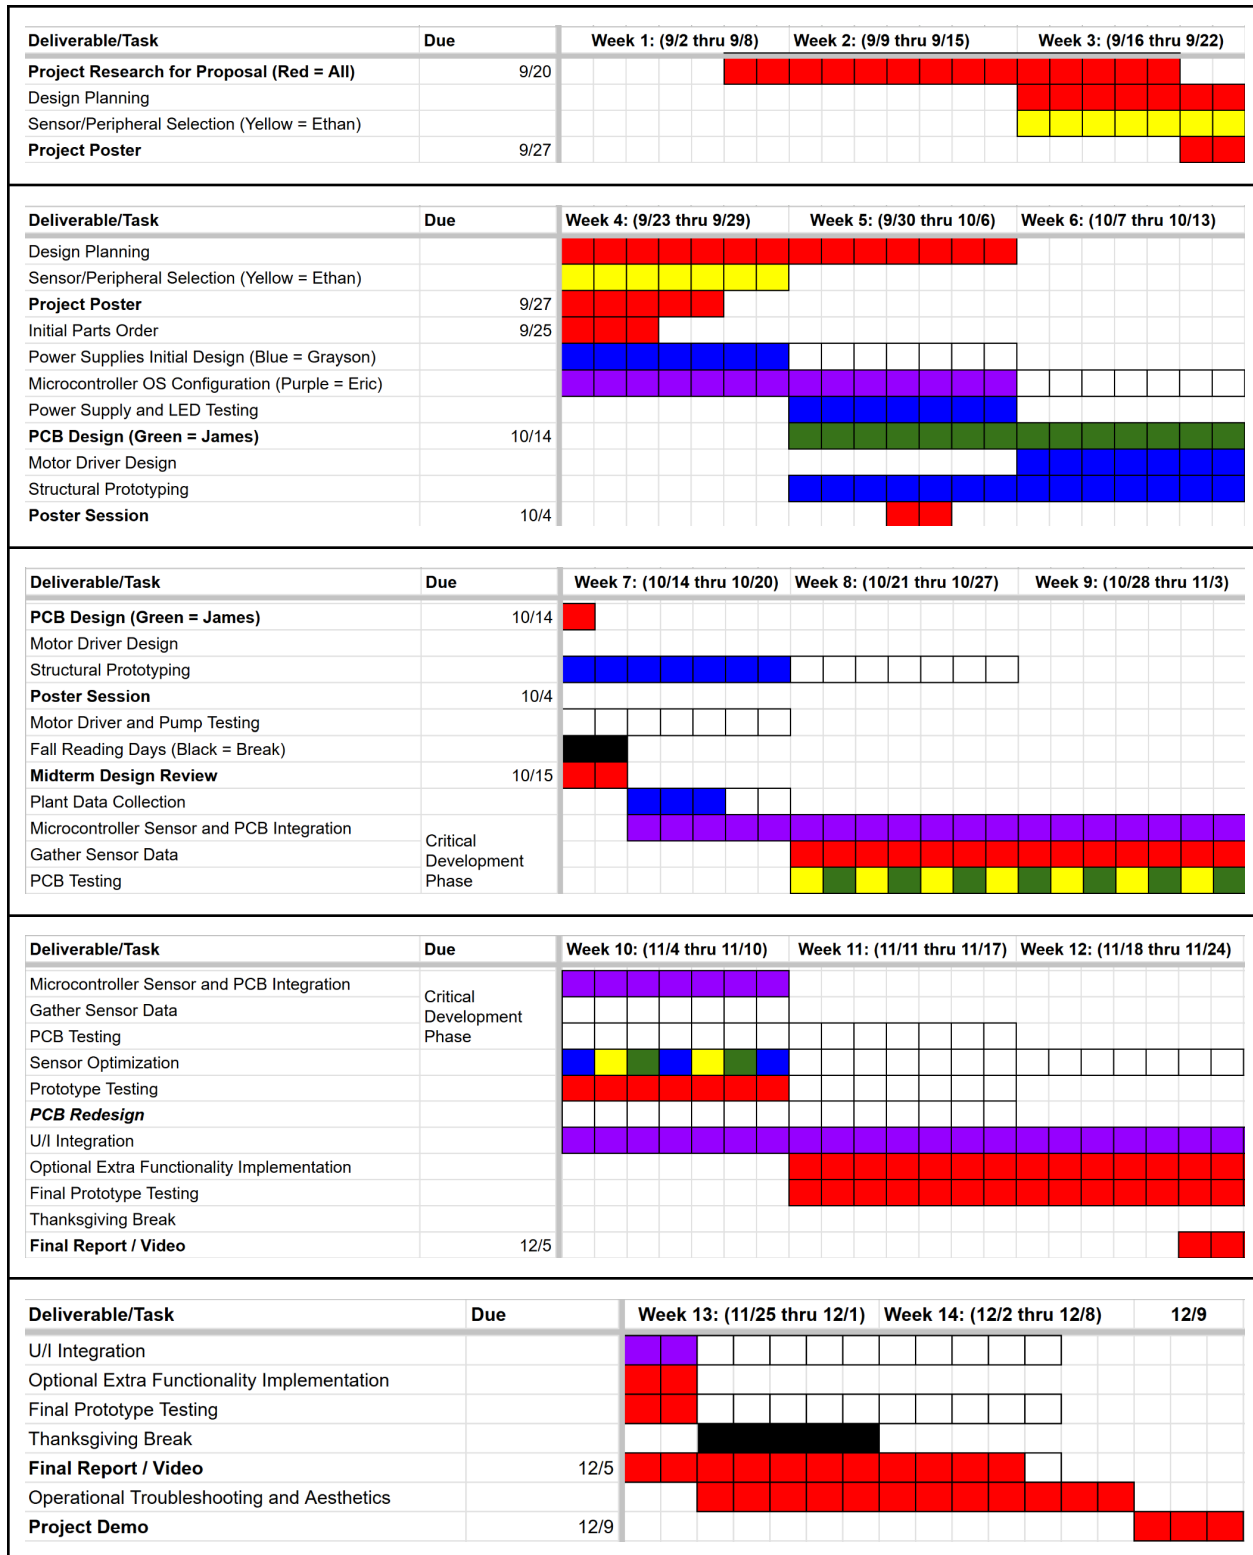 Deliverable/Task Due Week 1: (9/2 thru 9/8) Week 2: (9/9 thru 9/15) Week 3: (9/16 thru 9/22)
Project Research for Proposal (Red = All) 9/20
Design Planning
Sensor/Peripheral Selection (Yellow = Ethan)
Project Poster 9/27
Deliverable/Task Due Week 4: (9/23 thru 9/29) Week 5: (9/30 thru 10/6) Week 6: (10/7 thru 10/13)
Design Planning
Sensor/Peripheral Selection (Yellow = Ethan)
Project Poster 9/27
Initial Parts Order 9/25
Power Supplies Initial Design (Blue = Grayson)
Microcontroller OS Configuration (Purple = Eric)
Power Supply and LED Testing
PCB Design (Green = James) 10/14
Motor Driver Design
Structural Prototyping
Poster Session 10/4
Deliverable/Task Due Week 7: (10/14 thru 10/20) Week 8: (10/21 thru 10/27) Week 9: (10/28 thru 11/3)
PCB Design (Green = James) 10/14
Motor Driver Design
Structural Prototyping
Poster Session 10/4
Motor Driver and Pump Testing
Fall Reading Days (Black = Break)
Midterm Design Review 10/15
Plant Data Collection
Microcontroller Sensor and PCB Integration Critical
Gather Sensor Data Development
PCB Testing Phase
Deliverable/Task Due Week 10: (11/4 thru 11/10) Week 11: (11/11 thru 11/17) Week 12: (11/18 thru 11/24)
Microcontroller Sensor and PCB Integration Critical
Gather Sensor Data Development
PCB Testing Phase
Sensor Optimization
Prototype Testing
PCB Redesign
U/I Integration
Optional Extra Functionality Implementation
Final Prototype Testing
Thanksgiving Break
Final Report / Video 12/5
Deliverable/Task Due Week 13: (11/25 thru 12/1) Week 14: (12/2 thru 12/8) 12/9
U/I Integration
Optional Extra Functionality Implementation
Final Prototype Testing
Thanksgiving Break
Final Report / Video 12/5
Operational Troubleshooting and Aesthetics
Project Demo 12/9